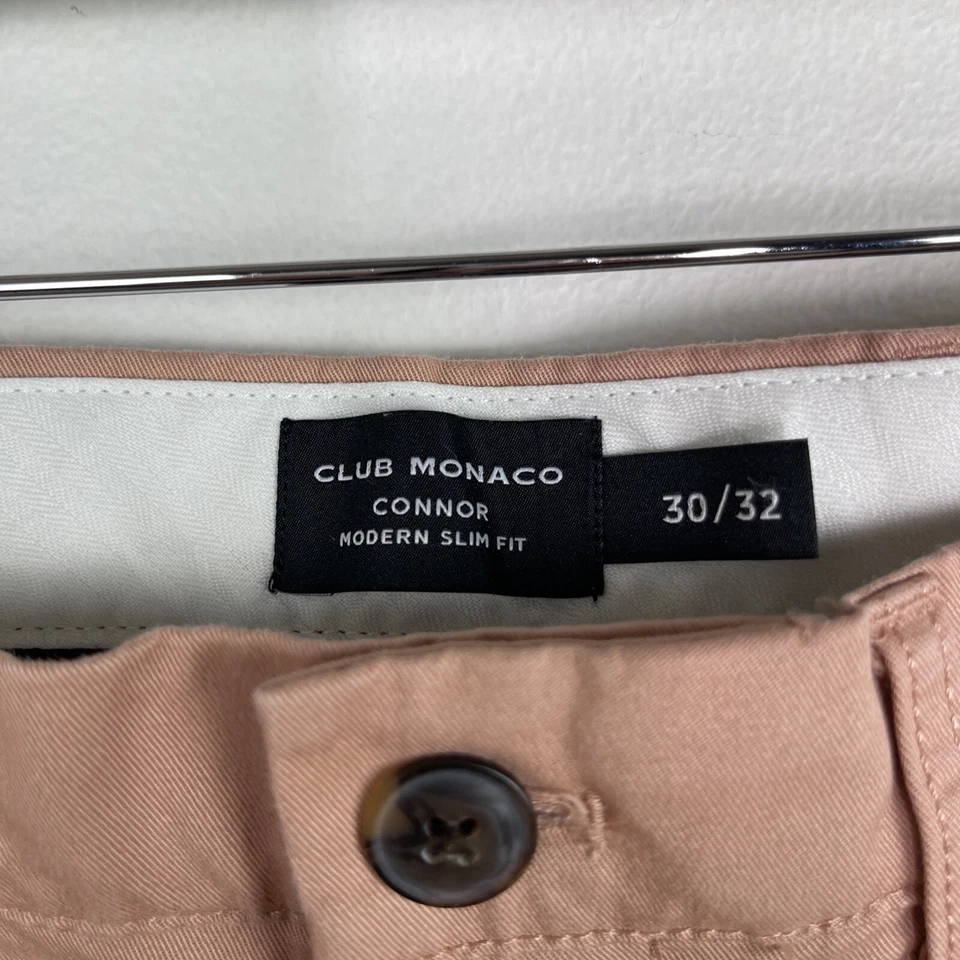 CLUB MONACO
CONNOR
MODERN SLIM FIT
30/32